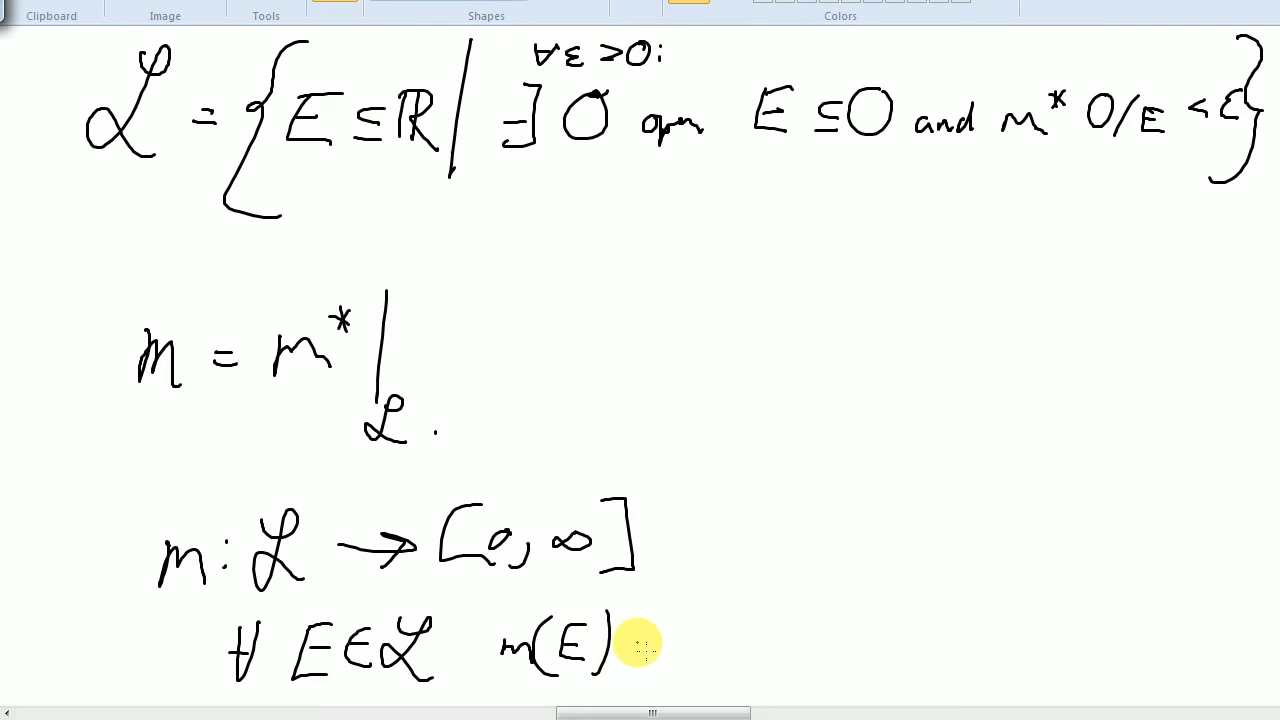 Clipboard Image Tools Shapes Colors
∀ε>0:
ℒ = { E ⊆ ℝ | ∃ O open E ⊆ O and m* O/E < ε }
m = m* |
ℒ .
m : ℒ → [0, ∞]
∀ E ∈ ℒ m(E)